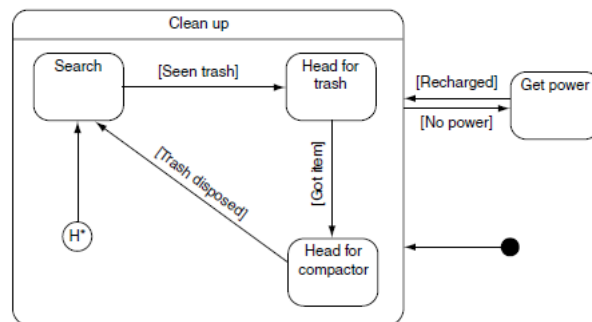 Clean up
Search
[Seen trash]
Head for
trash
[Recharged]
Get power
[No power]
[Trash disposed]
[Got item]
H*
Head for
compactor